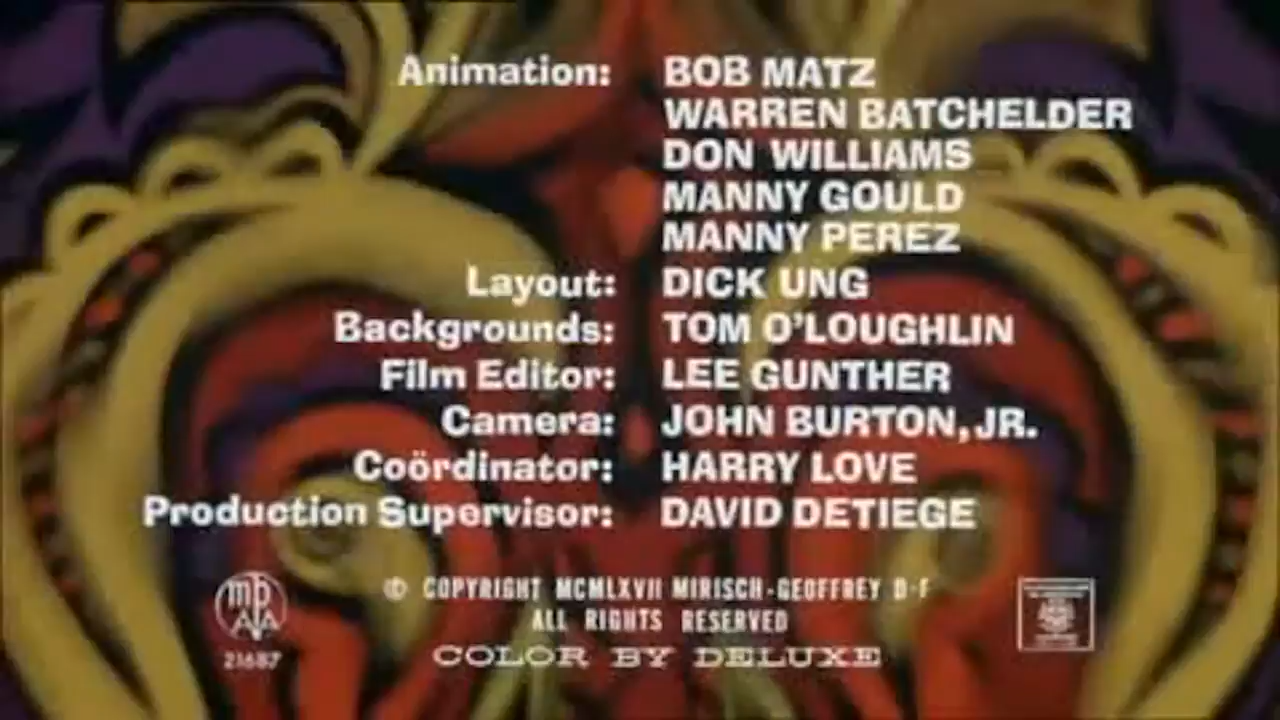 Animation: BOB MATZ
WARREN BATCHELDER
DON WILLIAMS
MANNY GOULD
MANNY PEREZ
Layout: DICK UNG
Backgrounds: TOM O'LOUGHLIN
Film Editor: LEE GUNTHER
Camera: JOHN BURTON, JR.
Coördinator: HARRY LOVE
Production Supervisor: DAVID DETIEGE
© COPYRIGHT MCMLXVII MIRISCH-GEOFFREY D-F
ALL RIGHTS RESERVED
COLOR BY DELUXE
MPAA
21687